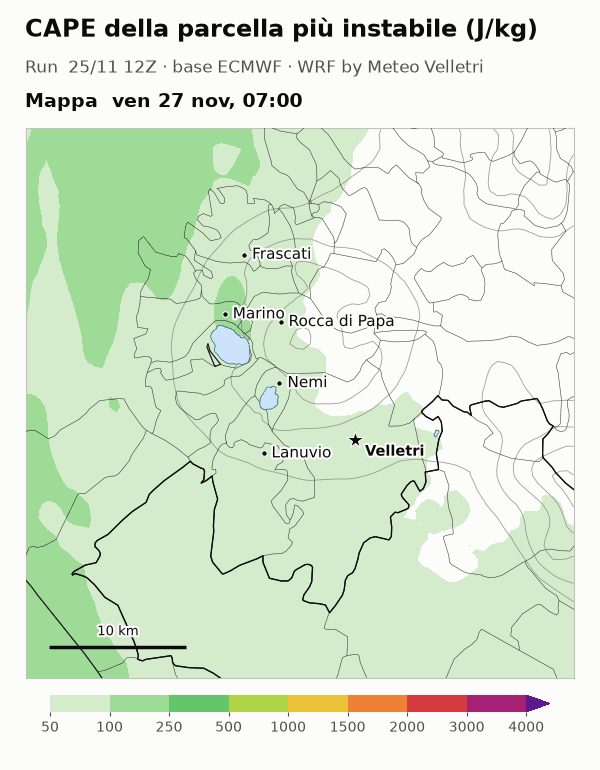 CAPE della parcella più instabile (J/kg)
Run  25/11 12Z · base ECMWF · WRF by Meteo Velletri
Mappa  ven 27 nov, 07:00
Frascati
Marino
Rocca di Papa
Nemi
Velletri
Lanuvio
10 km
50 100 250 500 1000 1500 2000 3000 4000